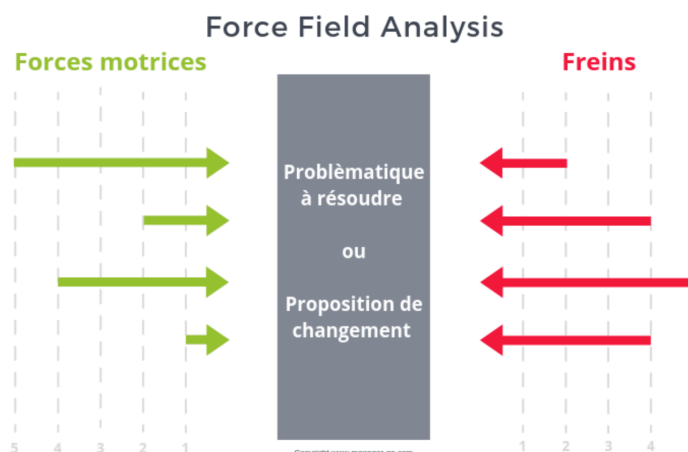 Force Field Analysis
Forces motrices
Freins
Problèmatique
à résoudre
ou
Proposition de
changement
5 4 3 2 1
1 2 3 4